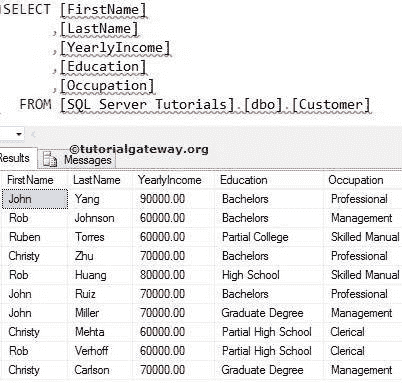 SELECT [FirstName]
,[LastName]
,[YearlyIncome]
,[Education]
,[Occupation]
FROM [SQL Server Tutorials].[dbo].[Customer]
©tutorialgateway.org
Results Messages
FirstName LastName YearlyIncome Education Occupation
John Yang 90000.00 Bachelors Professional
Rob Johnson 60000.00 Bachelors Management
Ruben Torres 60000.00 Partial College Skilled Manual
Christy Zhu 70000.00 Bachelors Professional
Rob Huang 80000.00 High School Skilled Manual
John Ruiz 70000.00 Bachelors Professional
John Miller 70000.00 Graduate Degree Management
Christy Mehta 60000.00 Partial High School Clerical
Rob Verhoff 60000.00 Partial High School Clerical
Christy Carlson 70000.00 Graduate Degree Management